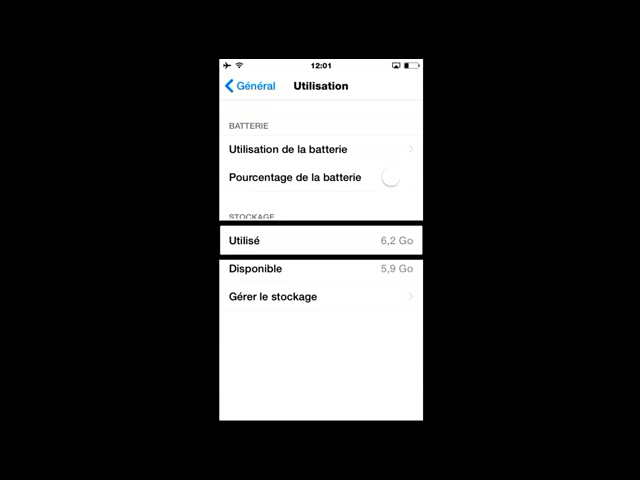 12:01
Général Utilisation
BATTERIE
Utilisation de la batterie
Pourcentage de la batterie
STOCKAGE
Utilisé 6,2 Go
Disponible 5,9 Go
Gérer le stockage